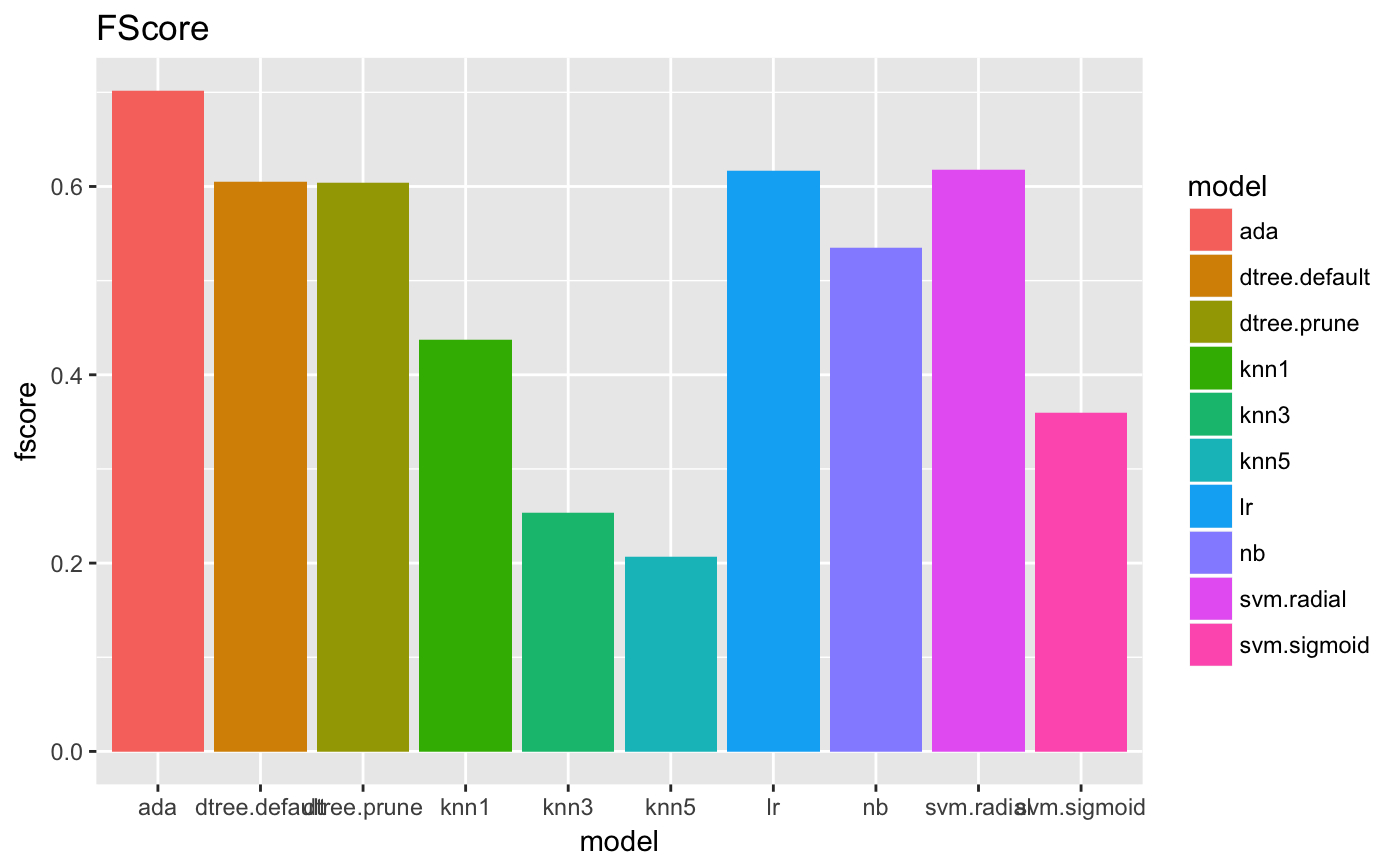 FScore
fscore
0.6
0.4
0.2
0.0
ada dtree.default dtree.prune knn1 knn3 knn5 lr nb svm.radial svm.sigmoid
model
model
ada
dtree.default
dtree.prune
knn1
knn3
knn5
lr
nb
svm.radial
svm.sigmoid